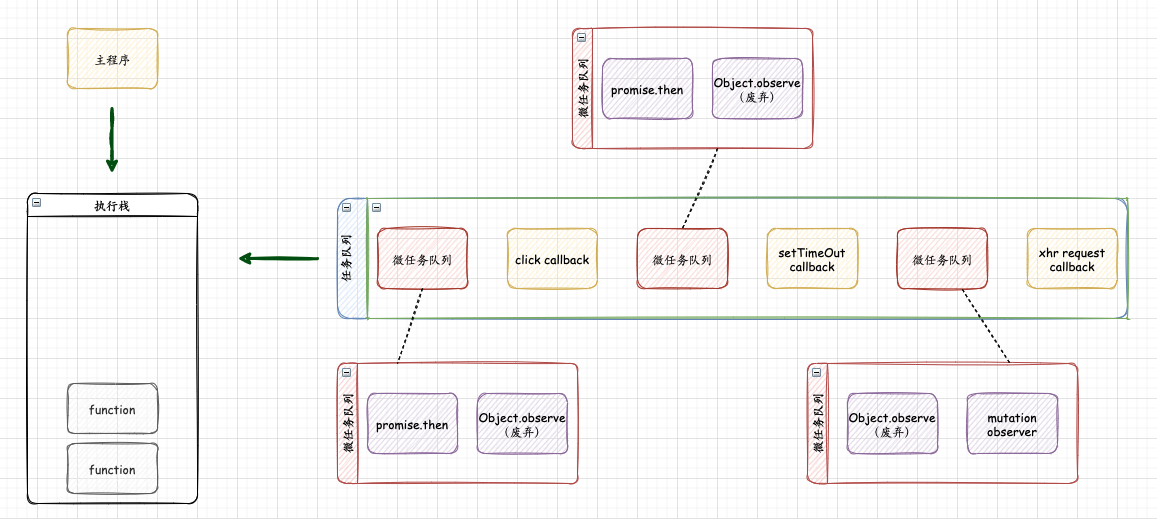 主程序
执行栈
function
function
微任务队列
promise.then
Object.observe
(废弃)
任务队列
微任务队列
click callback
微任务队列
setTimeOut
callback
微任务队列
xhr request
callback
微任务队列
promise.then
Object.observe
(废弃)
微任务队列
Object.observe
(废弃)
mutation
observer